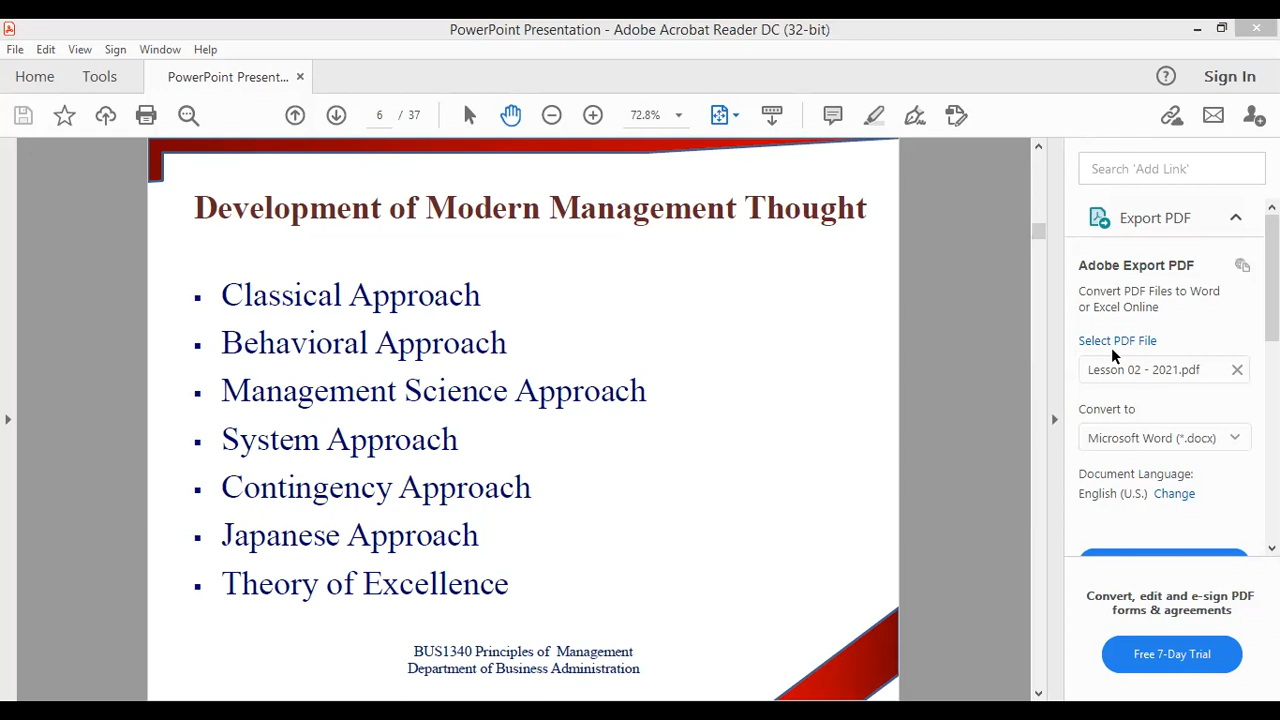 PowerPoint Presentation - Adobe Acrobat Reader DC (32-bit)
File Edit View Sign Window Help
Home Tools PowerPoint Present... × Sign In
6 / 37 72.8%
Development of Modern Management Thought
▪ Classical Approach
▪ Behavioral Approach
▪ Management Science Approach
▪ System Approach
▪ Contingency Approach
▪ Japanese Approach
▪ Theory of Excellence
BUS1340 Principles of Management
Department of Business Administration
Search 'Add Link'
Export PDF
Adobe Export PDF
Convert PDF Files to Word
or Excel Online
Select PDF File
Lesson 02 - 2021.pdf
Convert to
Microsoft Word (*.docx)
Document Language:
English (U.S.) Change
Convert, edit and e-sign PDF
forms & agreements
Free 7-Day Trial